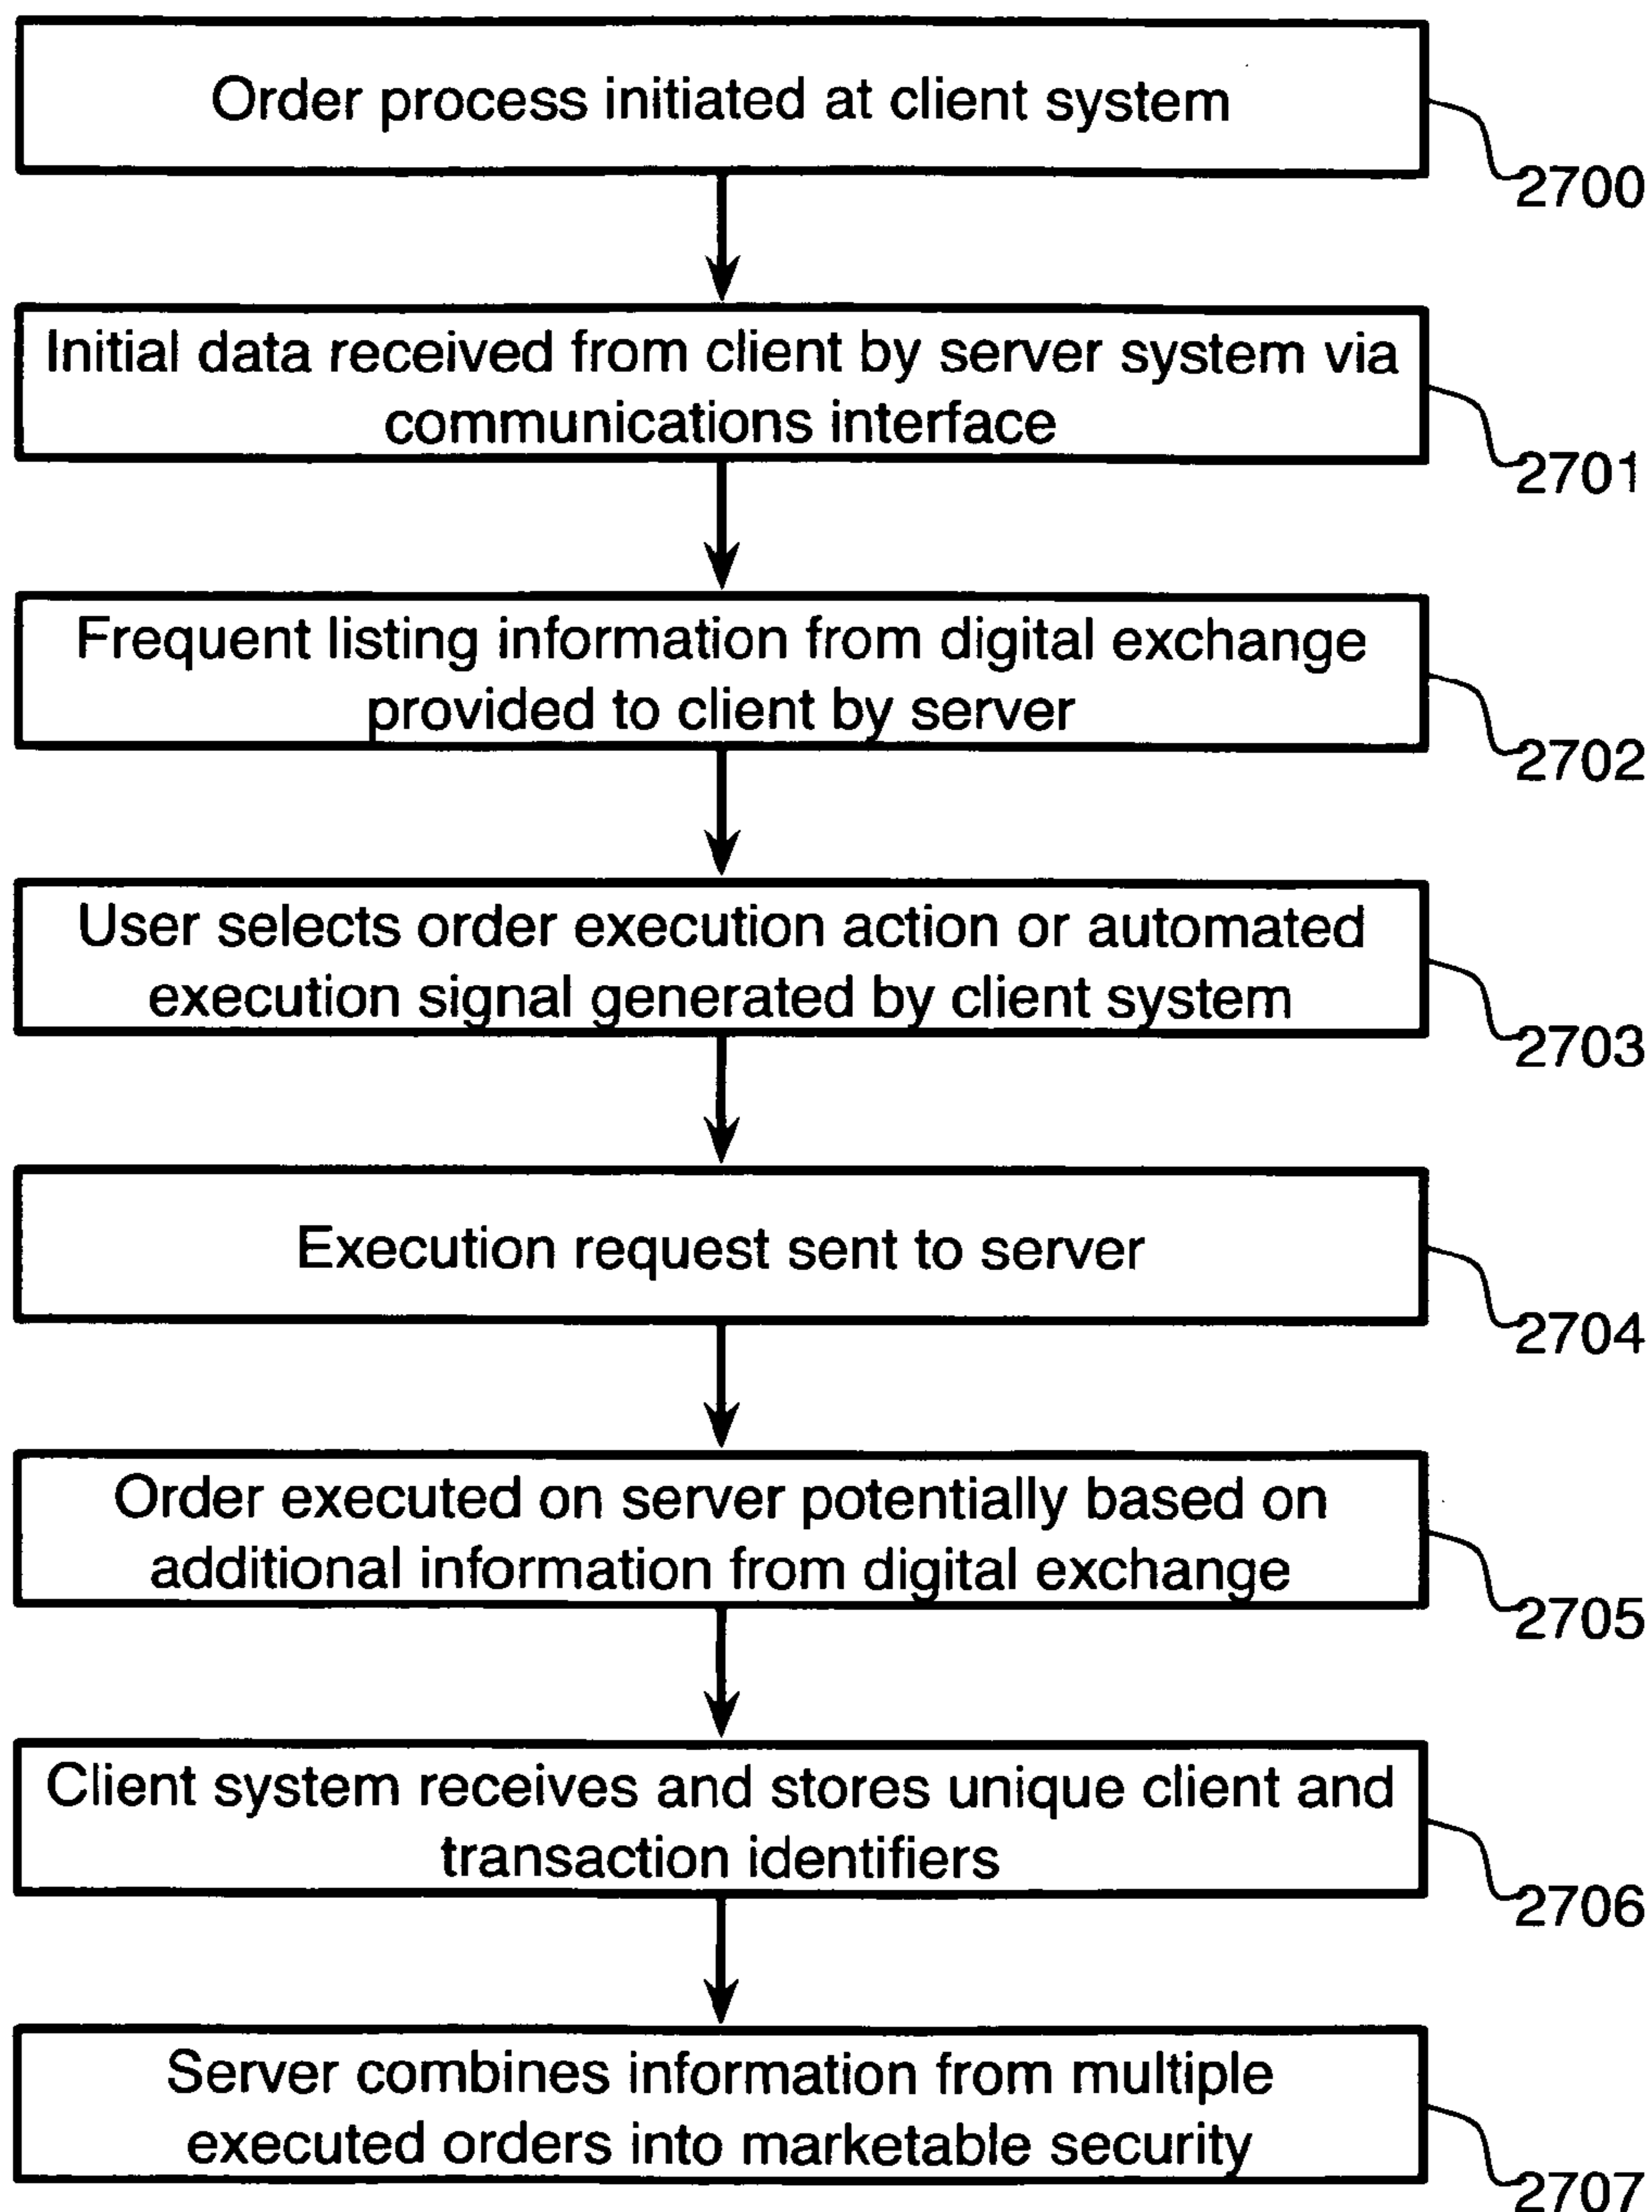 Order process initiated at client system
2700
Initial data received from client by server system via
communications interface
2701
Frequent listing information from digital exchange
provided to client by server
2702
User selects order execution action or automated
execution signal generated by client system
2703
Execution request sent to server
2704
Order executed on server potentially based on
additional information from digital exchange
2705
Client system receives and stores unique client and
transaction identifiers
2706
Server combines information from multiple
executed orders into marketable security
2707